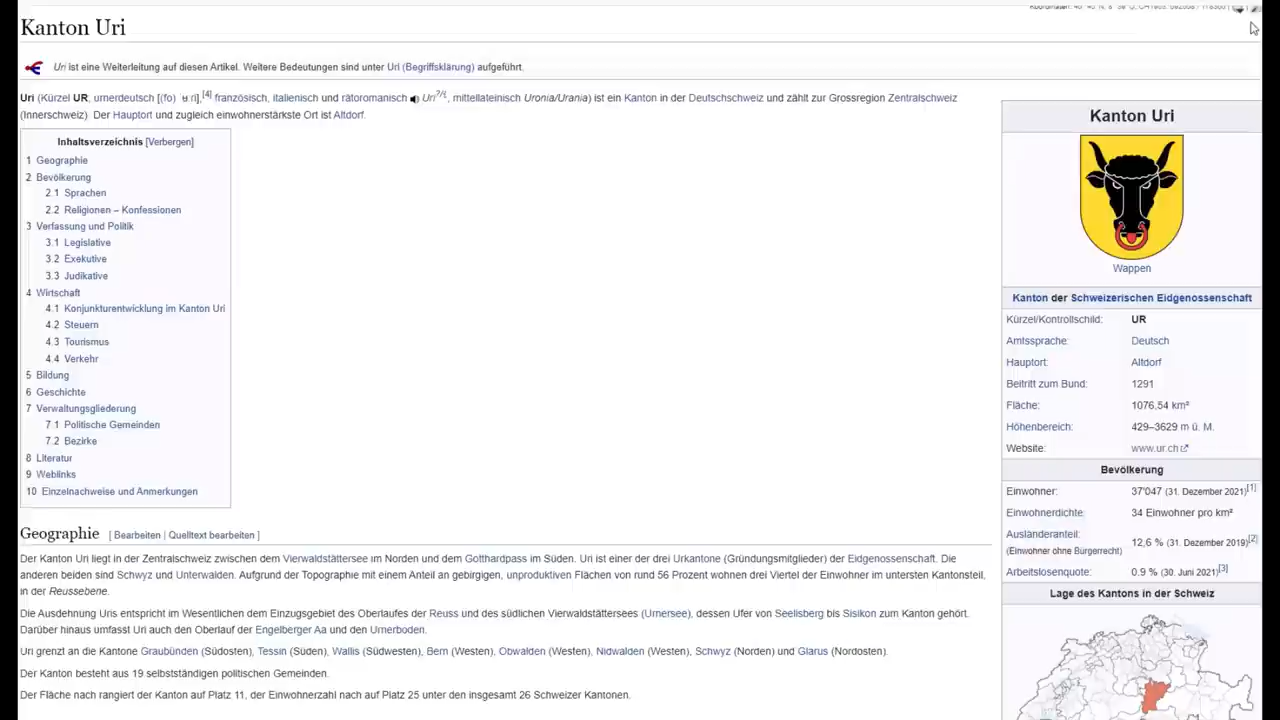 Kanton Uri
Uri ist eine Weiterleitung auf diesen Artikel. Weitere Bedeutungen sind unter Uri (Begriffsklärung) aufgeführt.
Uri (Kürzel UR; urnerdeutsch [4] französisch, italienisch und rätoromanisch Uri?/i, mittellateinisch Uronia/Urania) ist ein Kanton in der Deutschschweiz und zählt zur Grossregion Zentralschweiz
(Innerschweiz). Der Hauptort und zugleich einwohnerstärkste Ort ist Altdorf.
Inhaltsverzeichnis [Verbergen]
1 Geographie
2 Bevölkerung
2.1 Sprachen
2.2 Religionen – Konfessionen
3 Verfassung und Politik
3.1 Legislative
3.2 Exekutive
3.3 Judikative
4 Wirtschaft
4.1 Konjunkturentwicklung im Kanton Uri
4.2 Steuern
4.3 Tourismus
4.4 Verkehr
5 Bildung
6 Geschichte
7 Verwaltungsgliederung
7.1 Politische Gemeinden
7.2 Bezirke
8 Literatur
9 Weblinks
10 Einzelnachweise und Anmerkungen
Geographie [ Bearbeiten | Quelltext bearbeiten ]
Der Kanton Uri liegt in der Zentralschweiz zwischen dem Vierwaldstättersee im Norden und dem Gotthardpass im Süden. Uri ist einer der drei Urkantone (Gründungsmitglieder) der Eidgenossenschaft. Die
anderen beiden sind Schwyz und Unterwalden. Aufgrund der Topographie mit einem Anteil an gebirgigen, unproduktiven Flächen von rund 56 Prozent wohnen drei Viertel der Einwohner im untersten Kantonsteil,
in der Reussebene.
Die Ausdehnung Uris entspricht im Wesentlichen dem Einzugsgebiet des Oberlaufes der Reuss und des südlichen Vierwaldstättersees (Urnersee), dessen Ufer von Seelisberg bis Sisikon zum Kanton gehört.
Darüber hinaus umfasst Uri auch den Oberlauf der Engelberger Aa und den Urnerboden.
Uri grenzt an die Kantone Graubünden (Südosten), Tessin (Süden), Wallis (Südwesten), Bern (Westen), Obwalden (Westen), Nidwalden (Westen), Schwyz (Norden) und Glarus (Nordosten).
Der Kanton besteht aus 19 selbstständigen politischen Gemeinden.
Der Fläche nach rangiert der Kanton auf Platz 11, der Einwohnerzahl nach auf Platz 25 unter den insgesamt 26 Schweizer Kantonen.
Kanton Uri
Wappen
Kanton der Schweizerischen Eidgenossenschaft
Kürzel/Kontrollschild: UR
Amtssprache: Deutsch
Hauptort: Altdorf
Beitritt zum Bund: 1291
Fläche: 1076,54 km²
Höhenbereich: 429–3629 m ü. M.
Website: www.ur.ch
Bevölkerung
Einwohner: 37'047 (31. Dezember 2021)[1]
Einwohnerdichte: 34 Einwohner pro km²
Ausländeranteil: 12,6 % (31. Dezember 2019)[2]
(Einwohner ohne Bürgerrecht)
Arbeitslosenquote: 0.9 % (30. Juni 2021)[3]
Lage des Kantons in der Schweiz